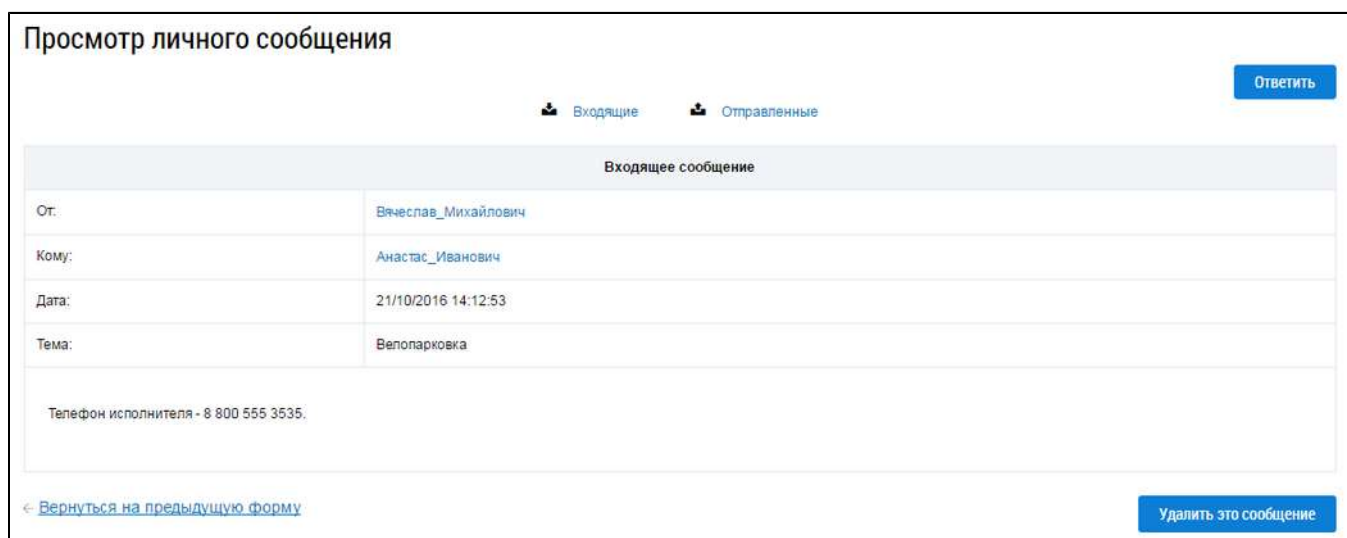 Просмотр личного сообщения
Ответить
Входящие Отправленные
Входящее сообщение
От: Вячеслав_Михайлович
Кому: Анастас_Иванович
Дата: 21/10/2016 14:12:53
Тема: Велопарковка
Телефон исполнителя - 8 800 555 3535.
← Вернуться на предыдущую форму
Удалить это сообщение